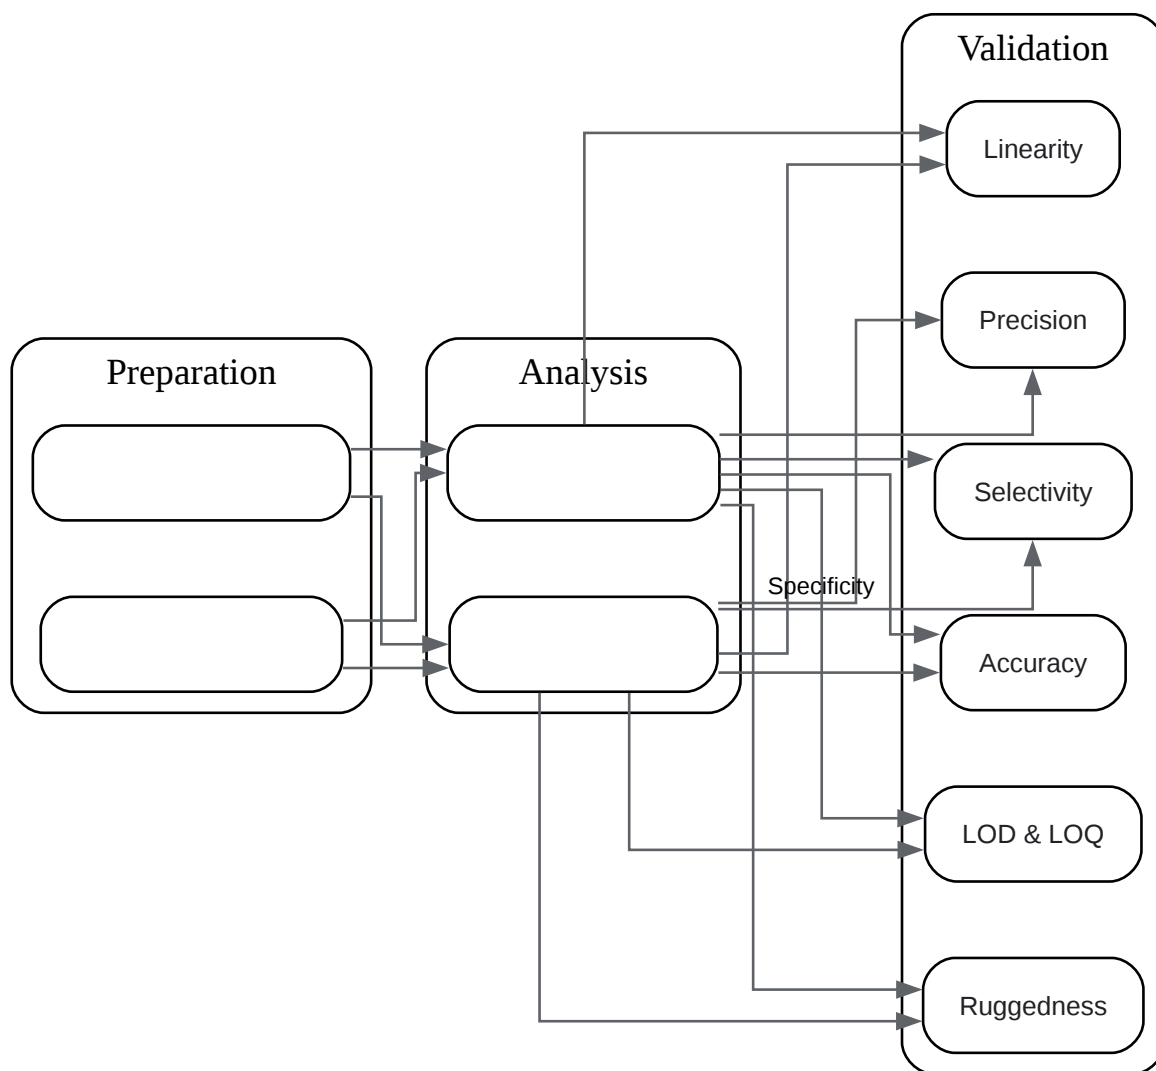 Validation
Linearity
Precision
Preparation
Analysis
Selectivity
Specificity
Accuracy
LOD & LOQ
Ruggedness